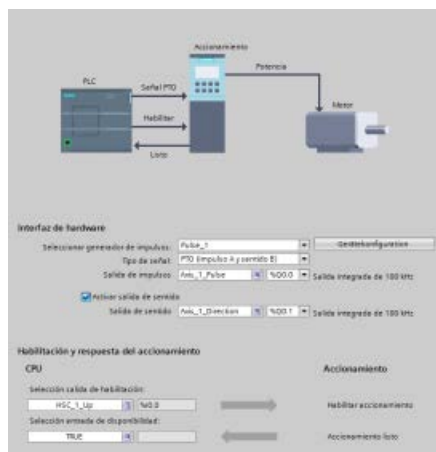 Accionamiento
PLC
Señal PTO
Potencia
Motor
Habilitar
Listo
Interfaz de hardware
Seleccionar generador de impulsos: Pulse_1 Gerätekonfiguration
Tipo de señal: PTO (impulso A y sentido B)
Salida de impulsos: Axis_1_Pulse %Q0.0 Salida integrada de 100 kHz
Activar salida de sentido
Salida de sentido: Axis_1_Direction %Q0.1 Salida integrada de 100 kHz
Habilitación y respuesta del accionamiento
CPU Accionamiento
Selección salida de habilitación:
HSC_1_Up Habilitar accionamiento
Selección entrada de disponibilidad:
TRUE Accionamiento listo